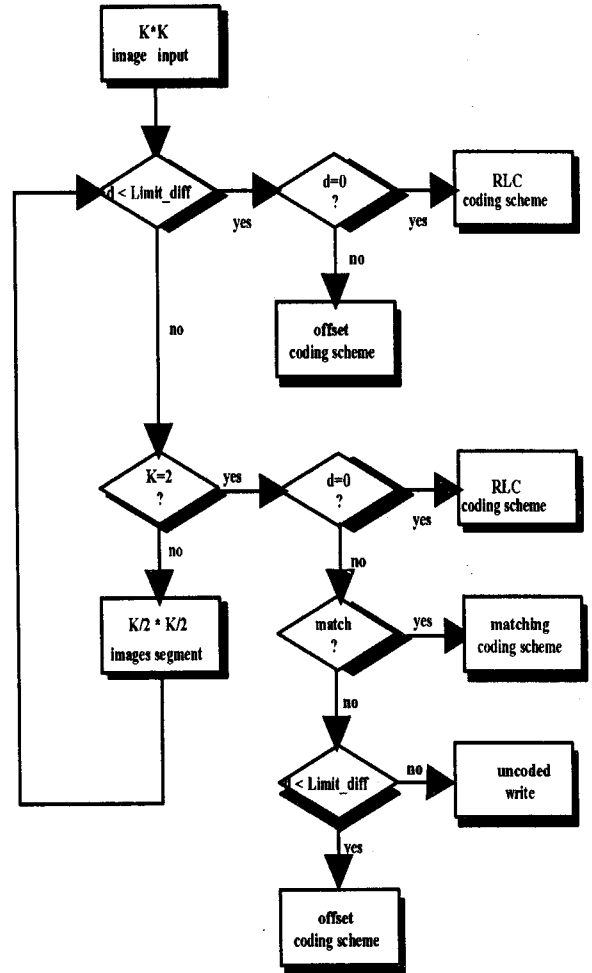 K*K
image input
d < Limit_diff
yes
d=0
?
yes
RLC
coding scheme
no
no
offset
coding scheme
K=2
?
yes
d=0
?
yes
RLC
coding scheme
no
no
K/2 * K/2
images segment
match
?
yes
matching
coding scheme
no
d < Limit_diff
no
uncoded
write
yes
offset
coding scheme